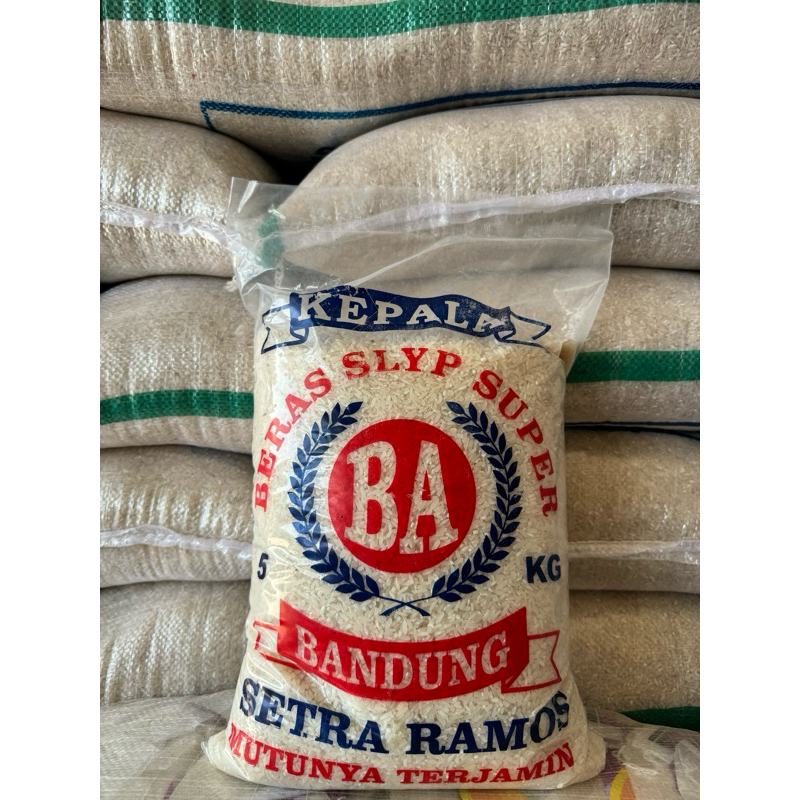 KEPALA
BERAS SLYP SUPER
BA
5 KG
BANDUNG
SETRA RAMOS
MUTUNYA TERJAMIN